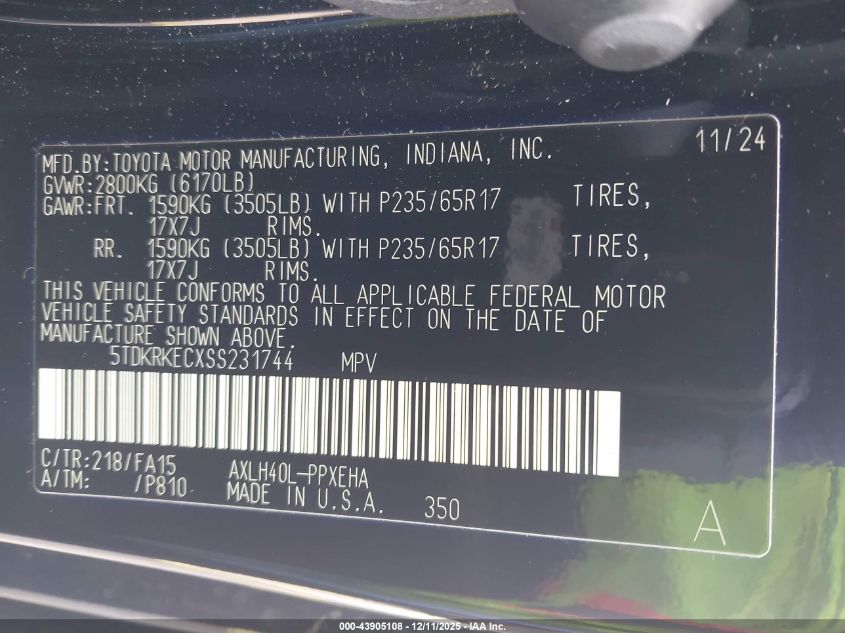 11/24
MFD.BY:TOYOTA MOTOR MANUFACTURING, INDIANA, INC.
GVWR:2800KG (6170LB)
GAWR:FRT. 1590KG (3505LB) WITH P235/65R17 TIRES,
17X7J RIMS.
RR. 1590KG (3505LB) WITH P235/65R17 TIRES,
17X7J RIMS.
THIS VEHICLE CONFORMS TO ALL APPLICABLE FEDERAL MOTOR
VEHICLE SAFETY STANDARDS IN EFFECT ON THE DATE OF
MANUFACTURE SHOWN ABOVE.
5TDKRKECXSS231744 MPV
C/TR:218/FA15 AXLH40L-PPXEHA
A/TM: /P810 MADE IN U.S.A. 350
A
000-43905108 - 12/11/2025 - IAA Inc.